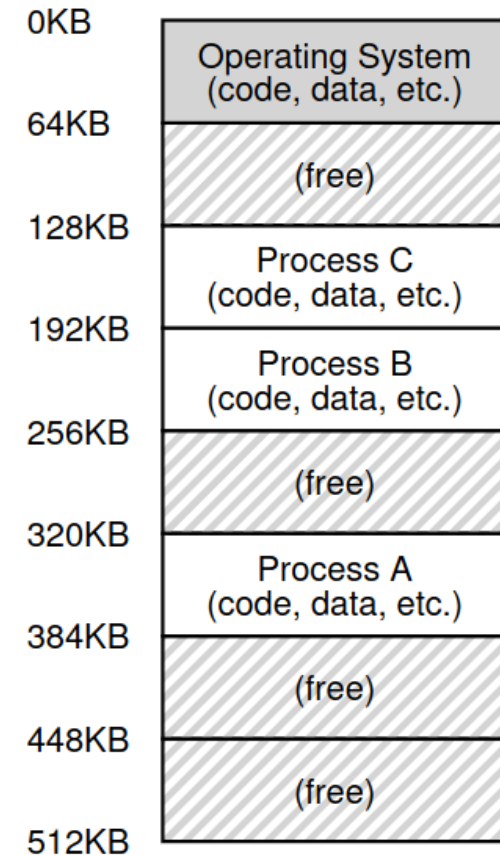 0KB
Operating System
(code, data, etc.)
64KB
(free)
128KB
Process C
(code, data, etc.)
192KB
Process B
(code, data, etc.)
256KB
(free)
320KB
Process A
(code, data, etc.)
384KB
(free)
448KB
(free)
512KB